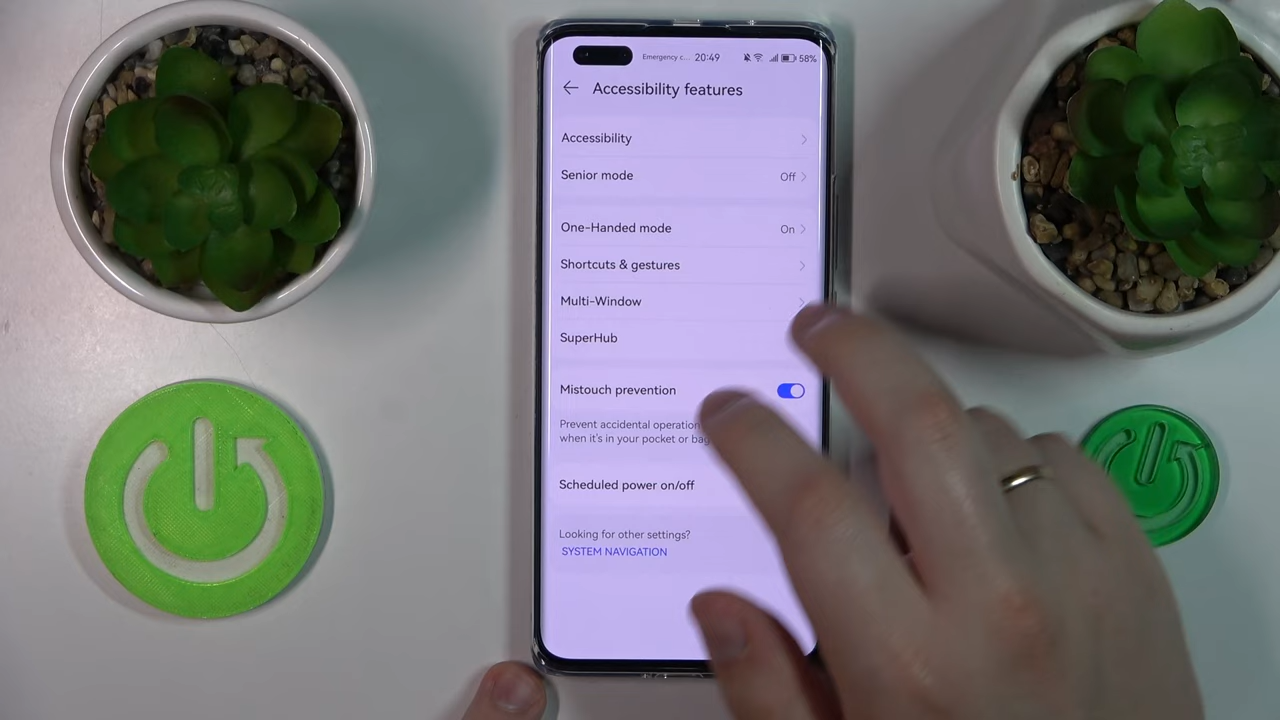 Emergency c... 20:49 58%
Accessibility features
Accessibility
Senior mode Off
One-Handed mode On
Shortcuts & gestures
Multi-Window
SuperHub
Mistouch prevention
Prevent accidental operation
when it's in your pocket or bag
Scheduled power on/off
Looking for other settings?
SYSTEM NAVIGATION